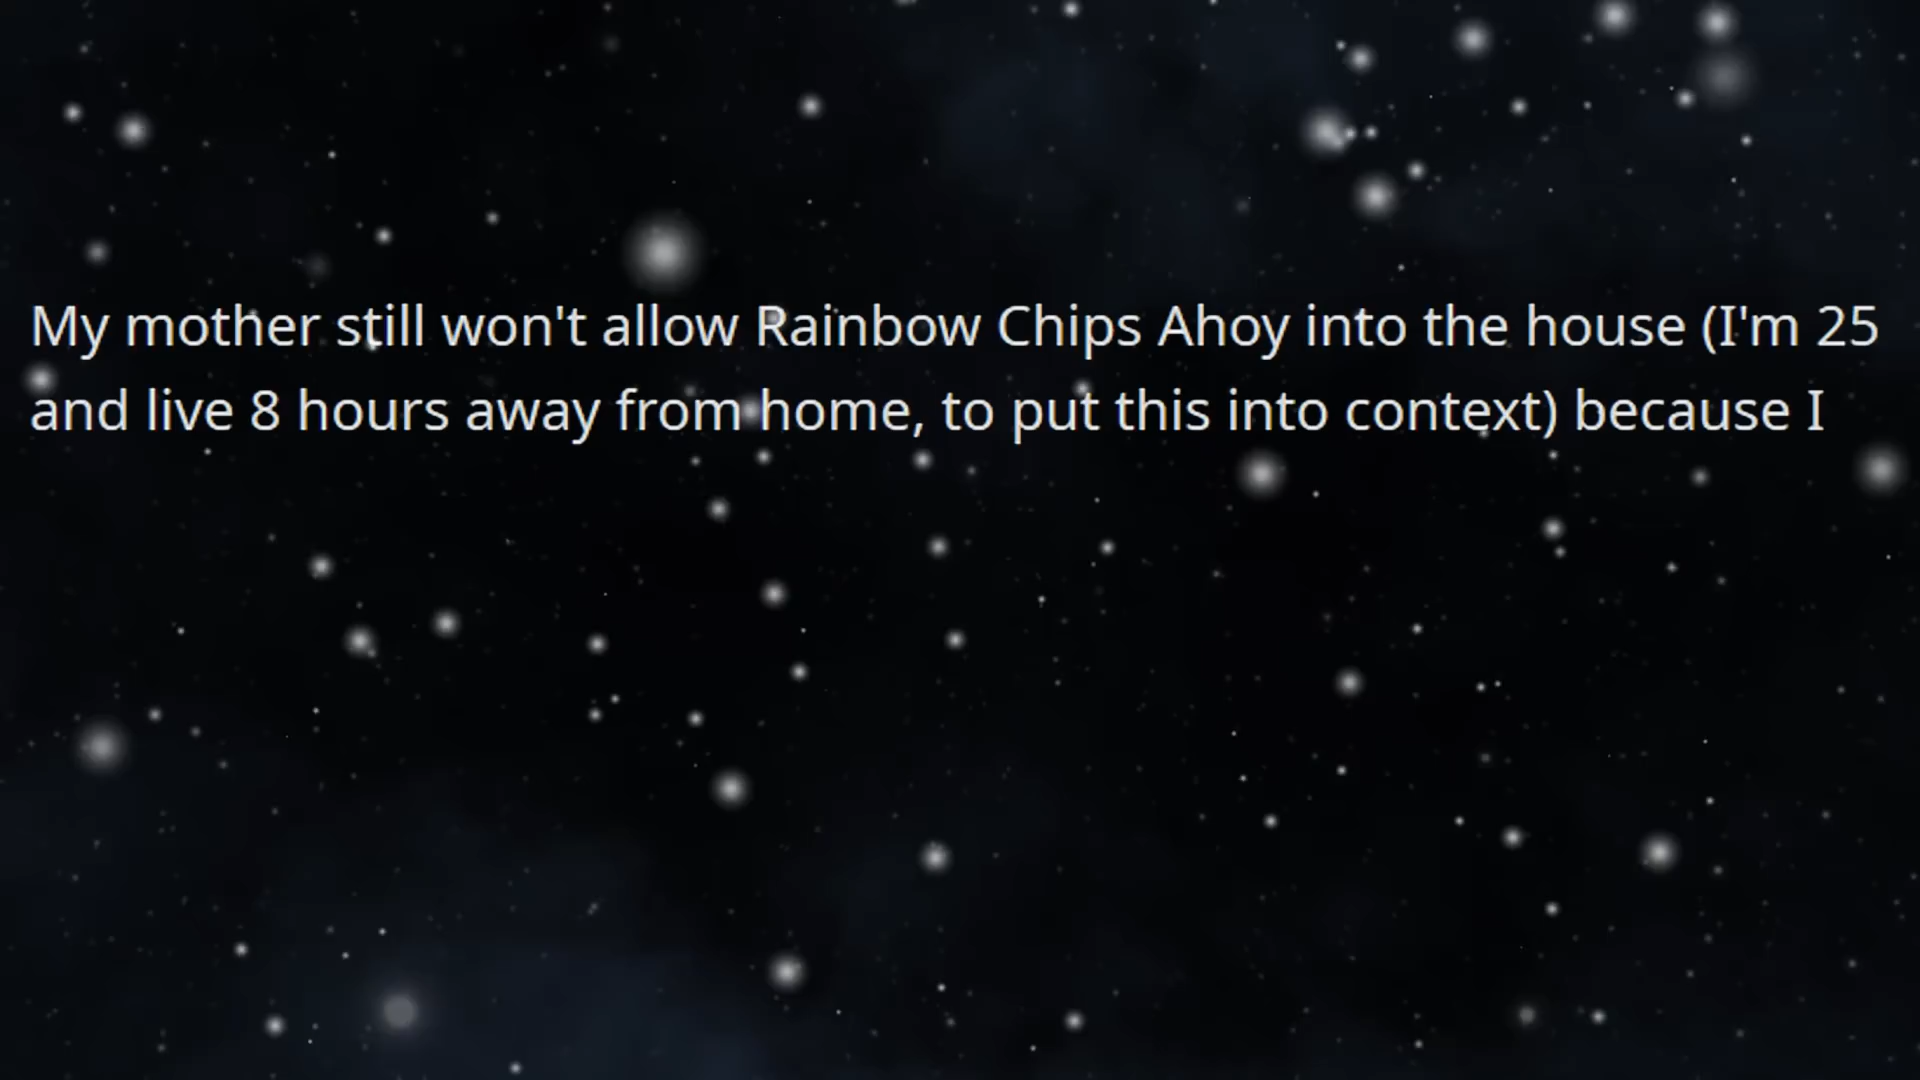 My mother still won't allow Rainbow Chips Ahoy into the house (I'm 25
and live 8 hours away from home, to put this into context) because I